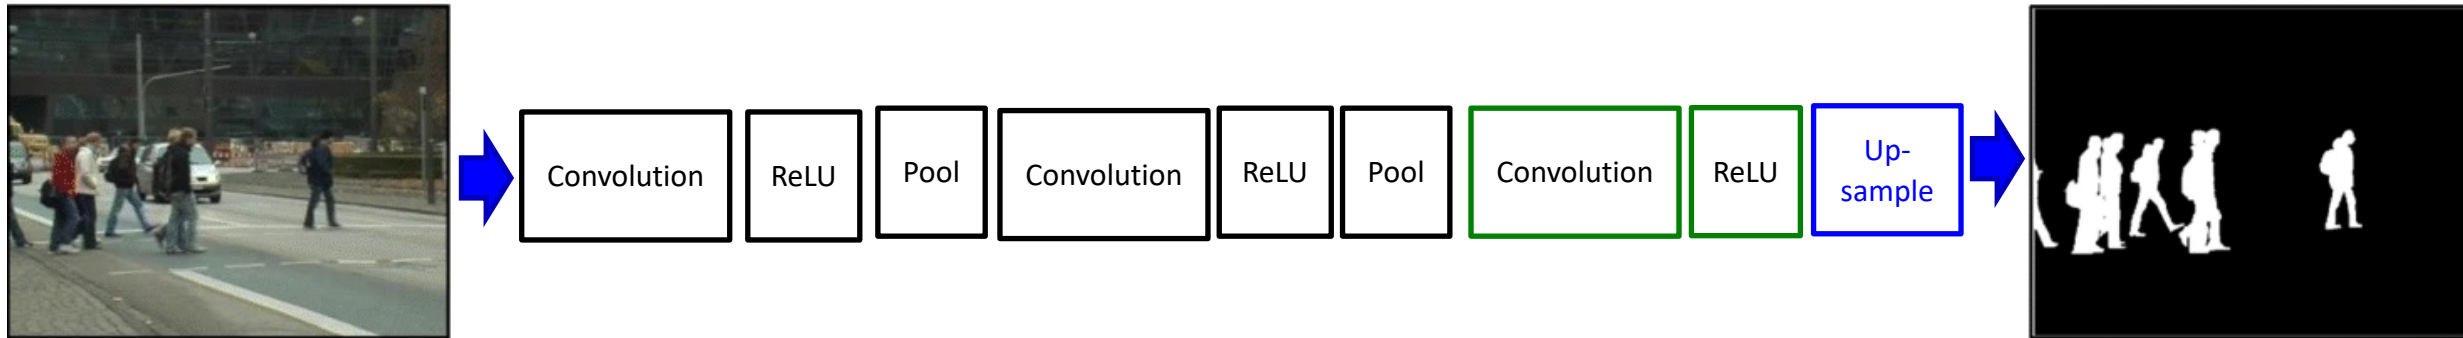 Convolution
ReLU
Pool
Convolution
ReLU
Pool
Convolution
ReLU
Up-
sample